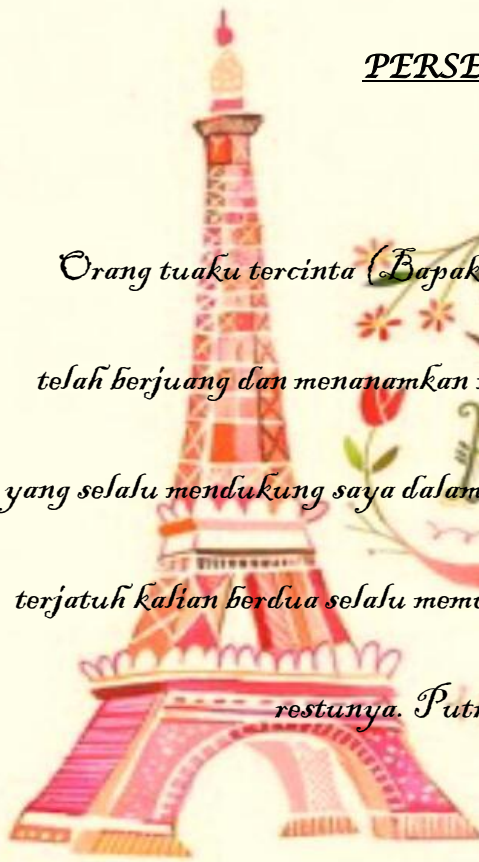 PERSE
Orang tuaku tercinta (Bapak
telah berjuang dan menanamkan
yang selalu mendukung saya dalam
terjatuh kalian berdua selalu memo
restunya. Putr